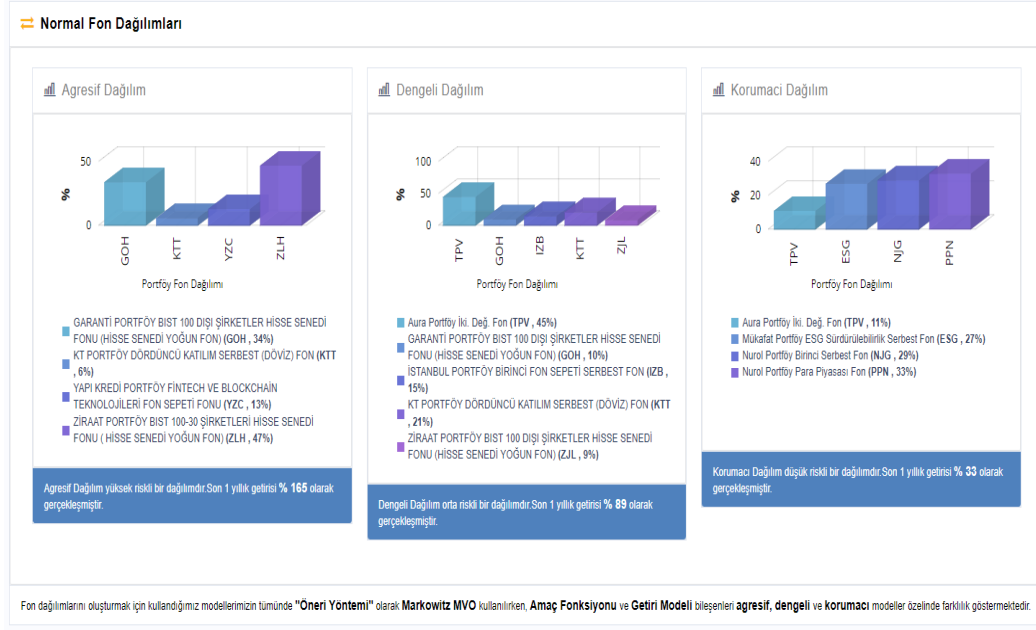 Normal Fon Dağılımları
Agresif Dağılım
50
0
%
GOH
KTT
YZC
ZLH
Portföy Fon Dağılımı
GARANTİ PORTFÖY BIST 100 DIŞI ŞİRKETLER HİSSE SENEDİ
FONU (HİSSE SENEDİ YOĞUN FON) (GOH , 34%)
KT PORTFÖY DÖRDÜNCÜ KATILIM SERBEST (DÖVİZ) FON (KTT
, 6%)
YAPI KREDİ PORTFÖY FİNTECH VE BLOCKCHAIN
TEKNOLOJİLERİ FON SEPETİ FONU (YZC , 13%)
ZİRAAT PORTFÖY BIST 100-30 ŞİRKETLERİ HİSSE SENEDİ
FONU ( HİSSE SENEDİ YOĞUN FON) (ZLH , 47%)
Agresif Dağılım yüksek riskli bir dağılımdır.Son 1 yıllık getirisi % 165 olarak
gerçekleşmiştir.
Dengeli Dağılım
100
50
0
%
TPV
GOH
IZB
KTT
ZJL
Portföy Fon Dağılımı
Aura Portföy İki. Değ. Fon (TPV , 45%)
GARANTİ PORTFÖY BIST 100 DIŞI ŞİRKETLER HİSSE SENEDİ
FONU (HİSSE SENEDİ YOĞUN FON) (GOH , 10%)
İSTANBUL PORTFÖY BİRİNCİ FON SEPETİ SERBEST FON (IZB ,
15%)
KT PORTFÖY DÖRDÜNCÜ KATILIM SERBEST (DÖVİZ) FON (KTT
, 21%)
ZİRAAT PORTFÖY BIST 100 DIŞI ŞİRKETLER HİSSE SENEDİ
FONU (HİSSE SENEDİ YOĞUN FON) (ZJL , 9%)
Dengeli Dağılım orta riskli bir dağılımdır.Son 1 yıllık getirisi % 89 olarak
gerçekleşmiştir.
Korumaci Dağılım
40
20
0
%
TPV
ESG
NJG
PPN
Portföy Fon Dağılımı
Aura Portföy İki. Değ. Fon (TPV , 11%)
Mükafat Portföy ESG Sürdürülebilirlik Serbest Fon (ESG , 27%)
Nurol Portföy Birinci Serbest Fon (NJG , 29%)
Nurol Portföy Para Piyasası Fon (PPN , 33%)
Korumacı Dağılım düşük riskli bir dağılımdır.Son 1 yıllık getirisi % 33 olarak
gerçekleşmiştir.
Fon dağılımlarını oluşturmak için kullandığımız modellerimizin tümünde "Öneri Yöntemi" olarak Markowitz MVO kullanılırken, Amaç Fonksiyonu ve Getiri Modeli bileşenleri agresif, dengeli ve korumacı modeller özelinde farklılık göstermektedir.